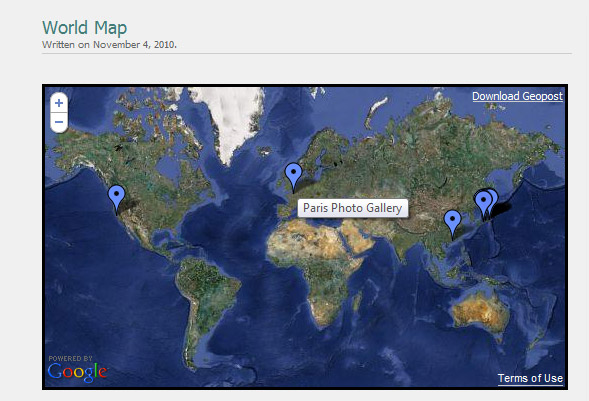 World Map
Written on November 4, 2010.
+
Download Geopost
−
Paris Photo Gallery
POWERED BY
Google
Terms of Use